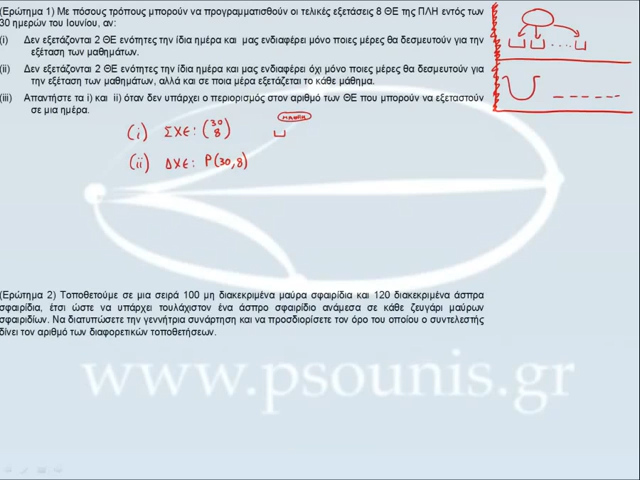 (Ερώτημα 1) Με πόσους τρόπους μπορούν να προγραμματισθούν οι τελικές εξετάσεις 8 ΘΕ της ΠΛΗ εντός των
30 ημερών του Ιουνίου, αν:
(i) Δεν εξετάζονται 2 ΘΕ ενότητες την ίδια ημέρα και μας ενδιαφέρει μόνο ποιες μέρες θα δεσμευτούν για την
εξέταση των μαθημάτων.
(ii) Δεν εξετάζονται 2 ΘΕ ενότητες την ίδια ημέρα και μας ενδιαφέρει όχι μόνο ποιες μέρες θα δεσμευτούν για
την εξέταση των μαθημάτων, αλλά και σε ποια μέρα εξετάζεται το κάθε μάθημα.
(iii) Απαντήστε τα i) και ii) όταν δεν υπάρχει ο περιορισμός στον αριθμό των ΘΕ που μπορούν να εξεταστούν
σε μια ημέρα.
(i) ΣΧΕ: (30 8)
(ii) ΔΧΕ: P(30,8)
(Ερώτημα 2) Τοποθετούμε σε μια σειρά 100 μη διακεκριμένα μαύρα σφαιρίδια και 120 διακεκριμένα άσπρα
σφαιρίδια, έτσι ώστε να υπάρχει τουλάχιστον ένα άσπρο σφαιρίδιο ανάμεσα σε κάθε ζευγάρι μαύρων
σφαιριδίων. Να διατυπώσετε την γεννήτρια συνάρτηση και να προσδιορίσετε τον όρο του οποίου ο συντελεστής
δίνει τον αριθμό των διαφορετικών τοποθετήσεων.
www.psounis.gr